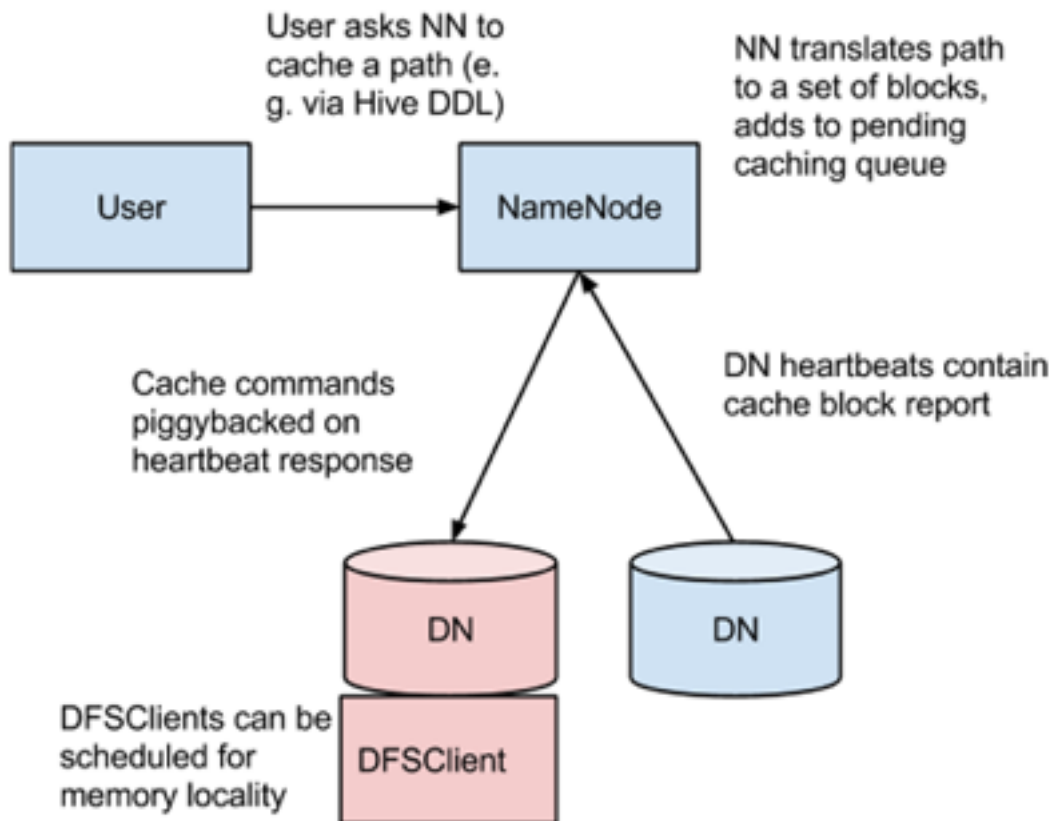 User asks NN to
cache a path (e.
g. via Hive DDL)
NN translates path
to a set of blocks,
adds to pending
caching queue
User
NameNode
Cache commands
piggybacked on
heartbeat response
DN heartbeats contain
cache block report
DN
DN
DFSClients can be
scheduled for
memory locality
DFSClient